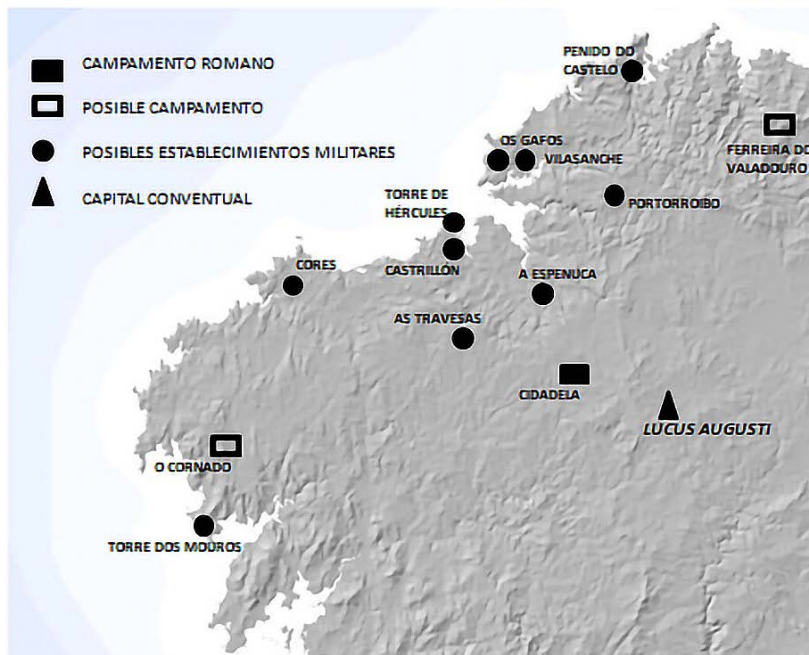 CAMPAMENTO ROMANO
POSIBLE CAMPAMENTO
POSIBLES ESTABLECIMIENTOS MILITARES
CAPITAL CONVENTUAL
PENIDO DO
CASTELO
OS GAFOS
VILASANCHE
FERREIRA DO
VALADOURO
PORTORROIBO
TORRE DE
HÉRCULES
CASTRILLÓN
CORES
A ESPENUCA
AS TRAVESAS
CIDADELA
LUCUS AUGUSTI
O CORNADO
TORRE DOS MOUROS